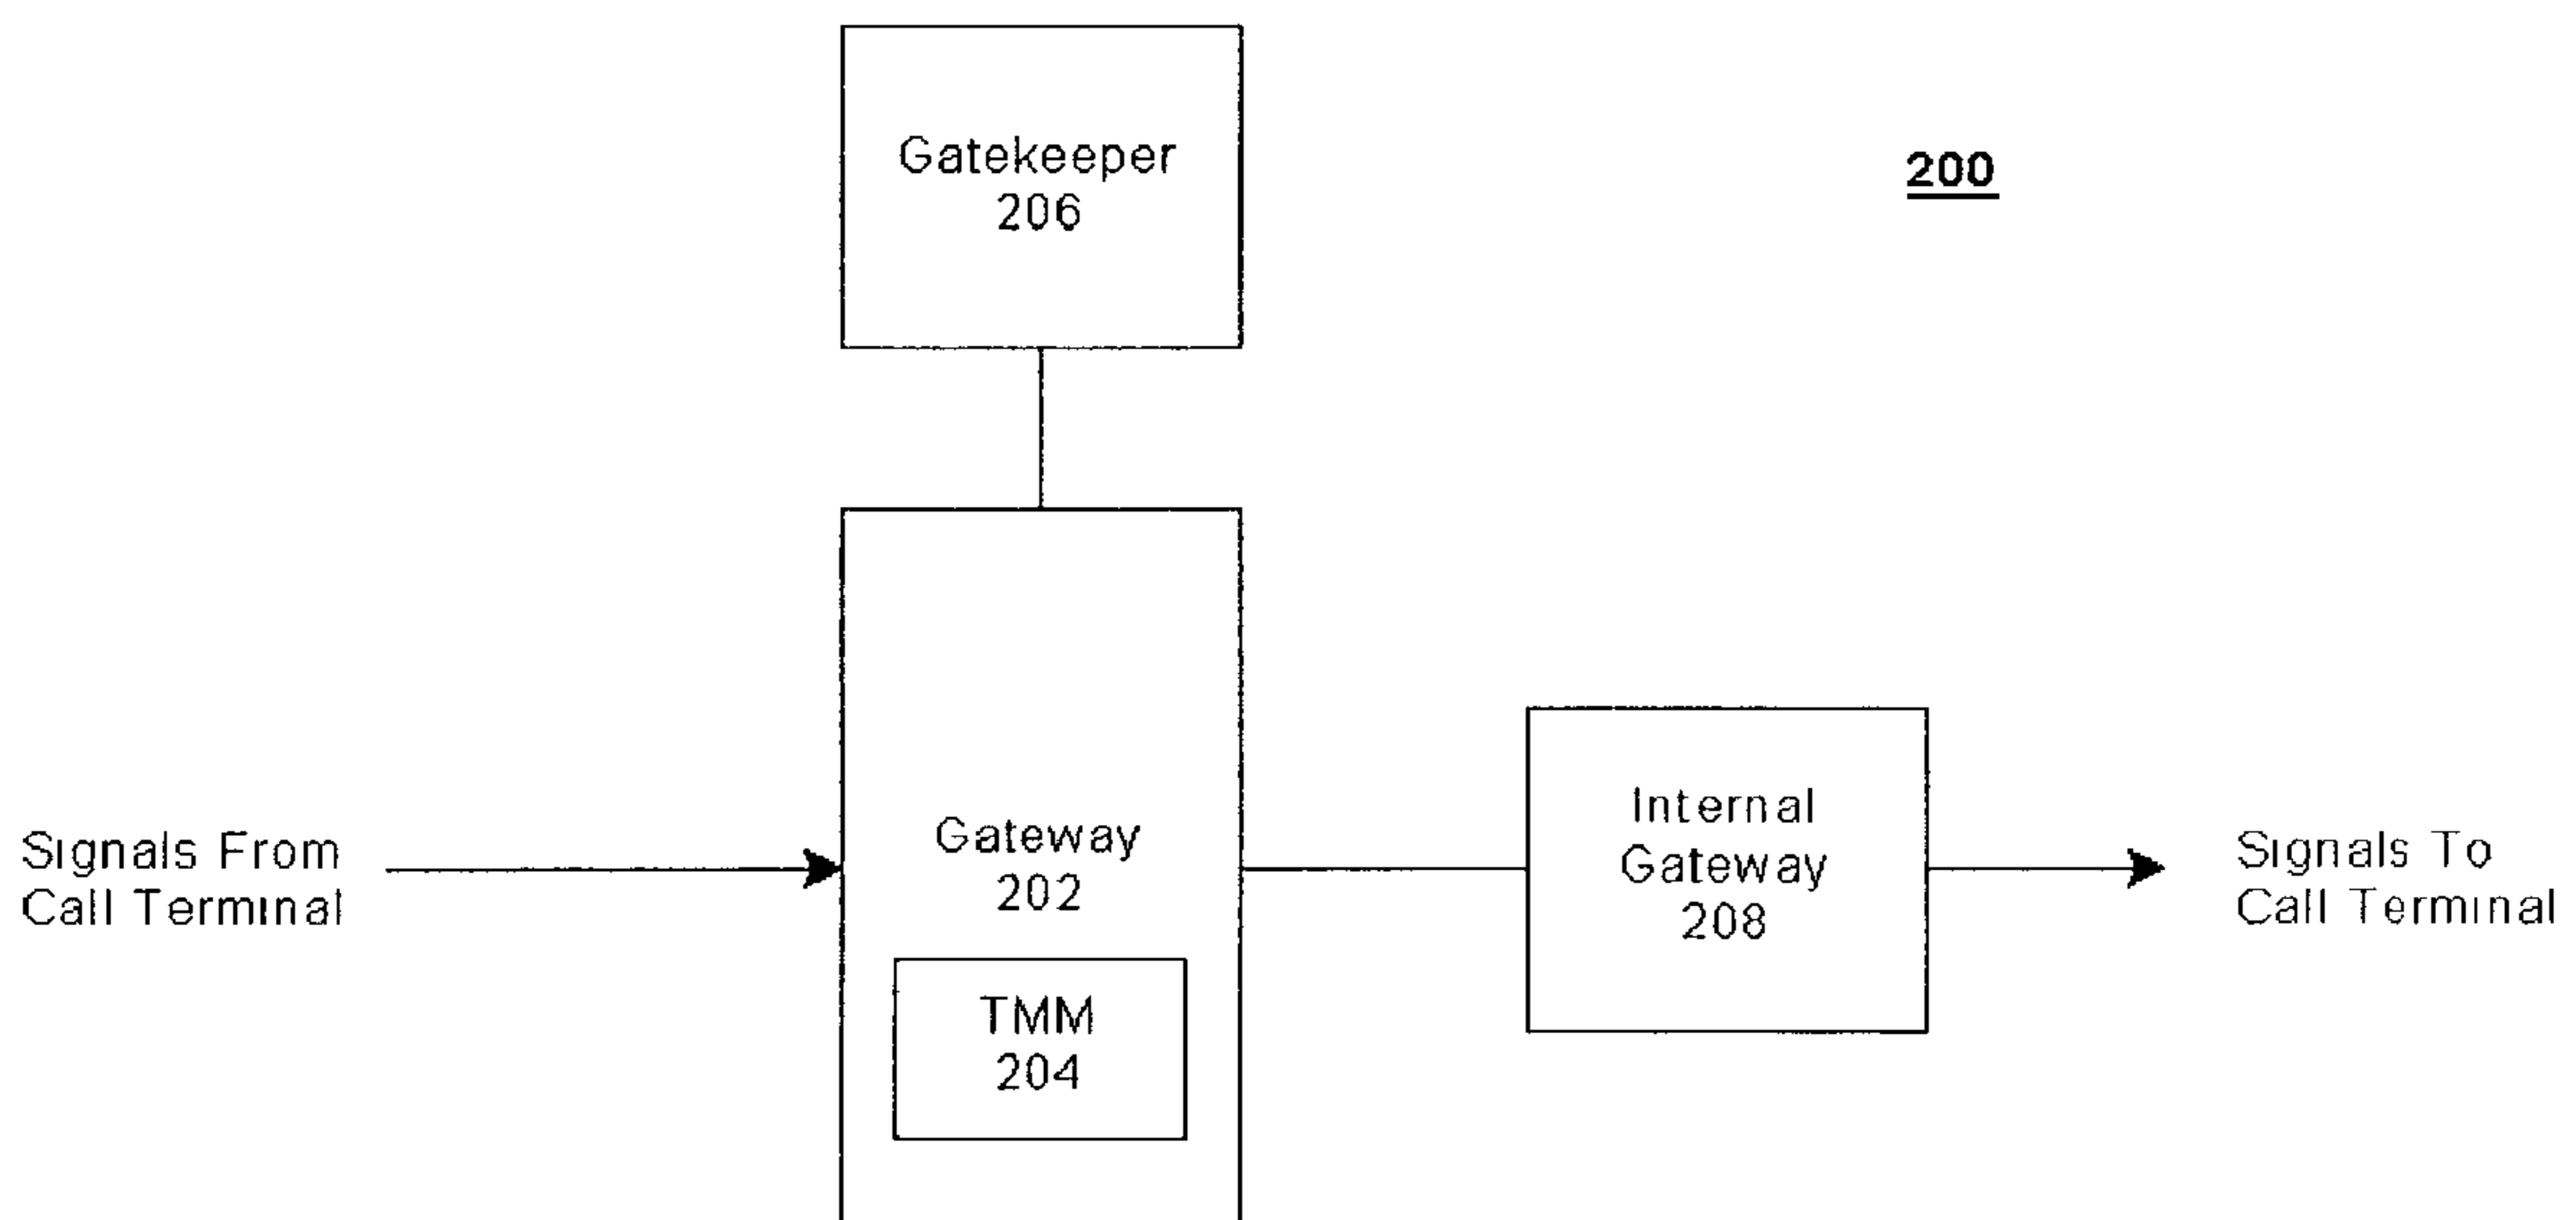 Gatekeeper
206
200
Signals From
Call Terminal
Gateway
202
TMM
204
Internal
Gateway
208
Signals To
Call Terminal